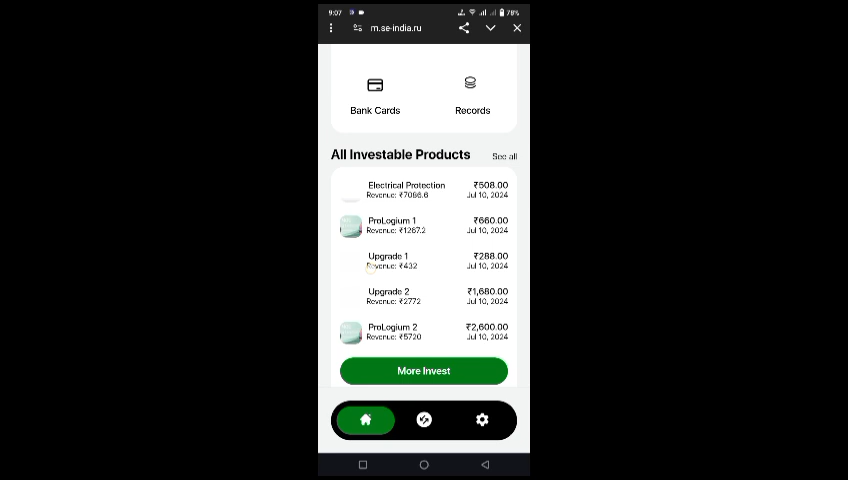 9:07 78%
m.se-india.ru
Bank Cards Records
All Investable Products See all
Electrical Protection ₹508.00
Revenue: ₹7086.6 Jul 10, 2024
ProLogium 1 ₹660.00
Revenue: ₹1267.2 Jul 10, 2024
Upgrade 1 ₹288.00
Revenue: ₹432 Jul 10, 2024
Upgrade 2 ₹1,680.00
Revenue: ₹2772 Jul 10, 2024
ProLogium 2 ₹2,600.00
Revenue: ₹5720 Jul 10, 2024
More Invest